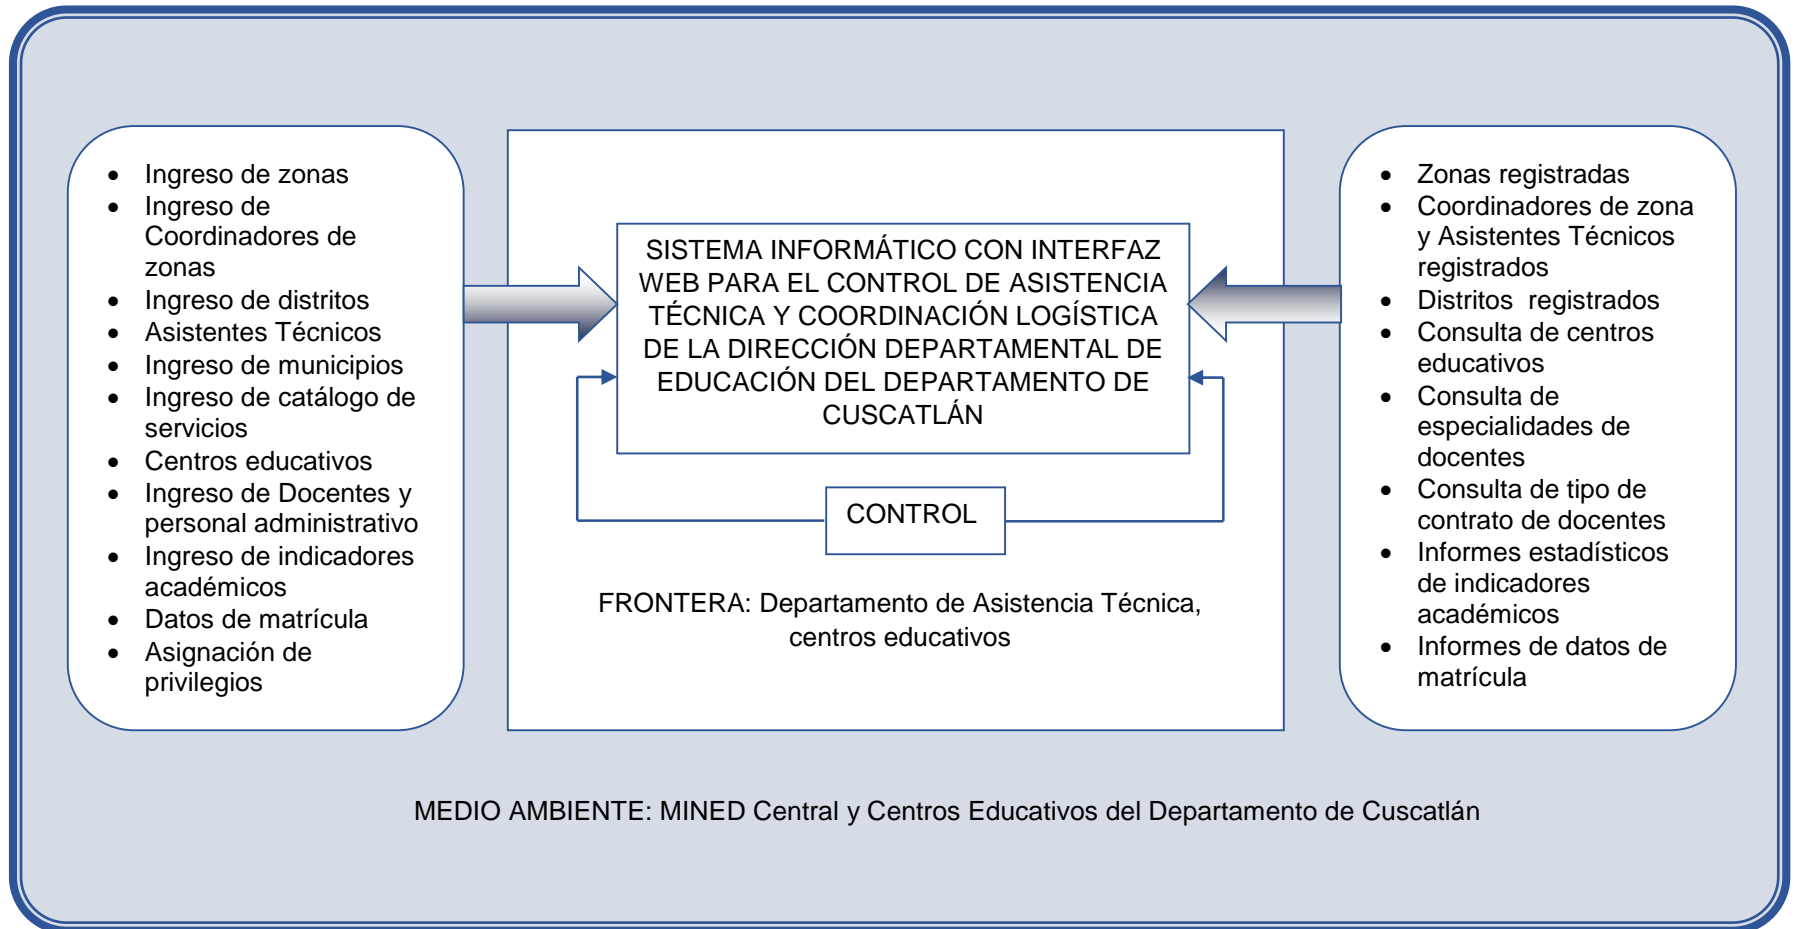 • Ingreso de zonas
• Ingreso de
Coordinadores de
zonas
• Ingreso de distritos
• Asistentes Técnicos
• Ingreso de municipios
• Ingreso de catálogo de
servicios
• Centros educativos
• Ingreso de Docentes y
personal administrativo
• Ingreso de indicadores
académicos
• Datos de matrícula
• Asignación de
privilegios
SISTEMA INFORMÁTICO CON INTERFAZ
WEB PARA EL CONTROL DE ASISTENCIA
TÉCNICA Y COORDINACIÓN LOGÍSTICA
DE LA DIRECCIÓN DEPARTAMENTAL DE
EDUCACIÓN DEL DEPARTAMENTO DE
CUSCATLÁN
CONTROL
FRONTERA: Departamento de Asistencia Técnica,
centros educativos
• Zonas registradas
• Coordinadores de zona
y Asistentes Técnicos
registrados
• Distritos registrados
• Consulta de centros
educativos
• Consulta de
especialidades de
docentes
• Consulta de tipo de
contrato de docentes
• Informes estadísticos
de indicadores
académicos
• Informes de datos de
matrícula
MEDIO AMBIENTE: MINED Central y Centros Educativos del Departamento de Cuscatlán